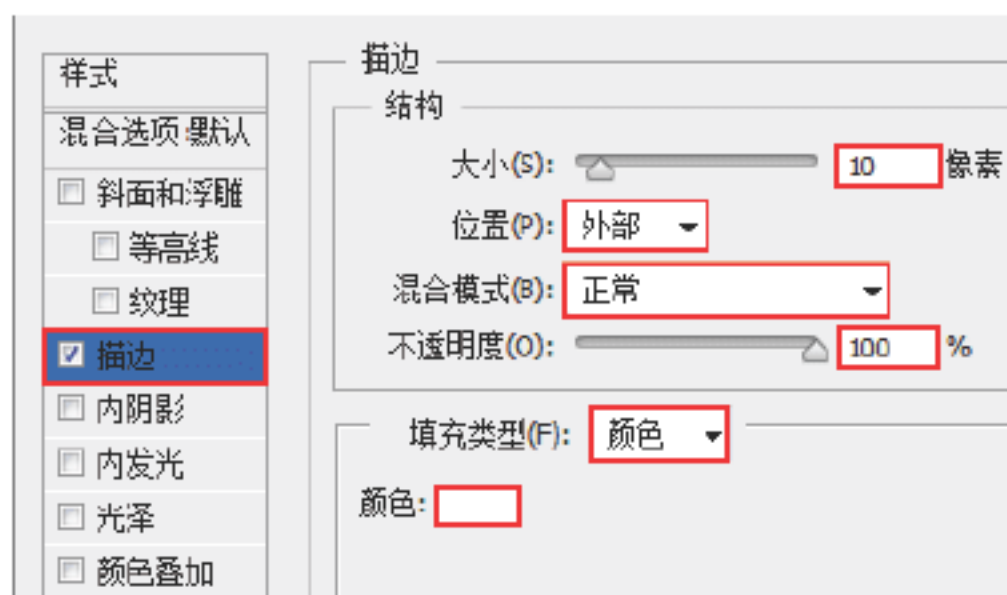 样式
混合选项:默认
斜面和浮雕
等高线
纹理
描边
内阴影
内发光
光泽
颜色叠加
描边
结构
大小(S): 10 像素
位置(P): 外部
混合模式(B): 正常
不透明度(O): 100 %
填充类型(F): 颜色
颜色: